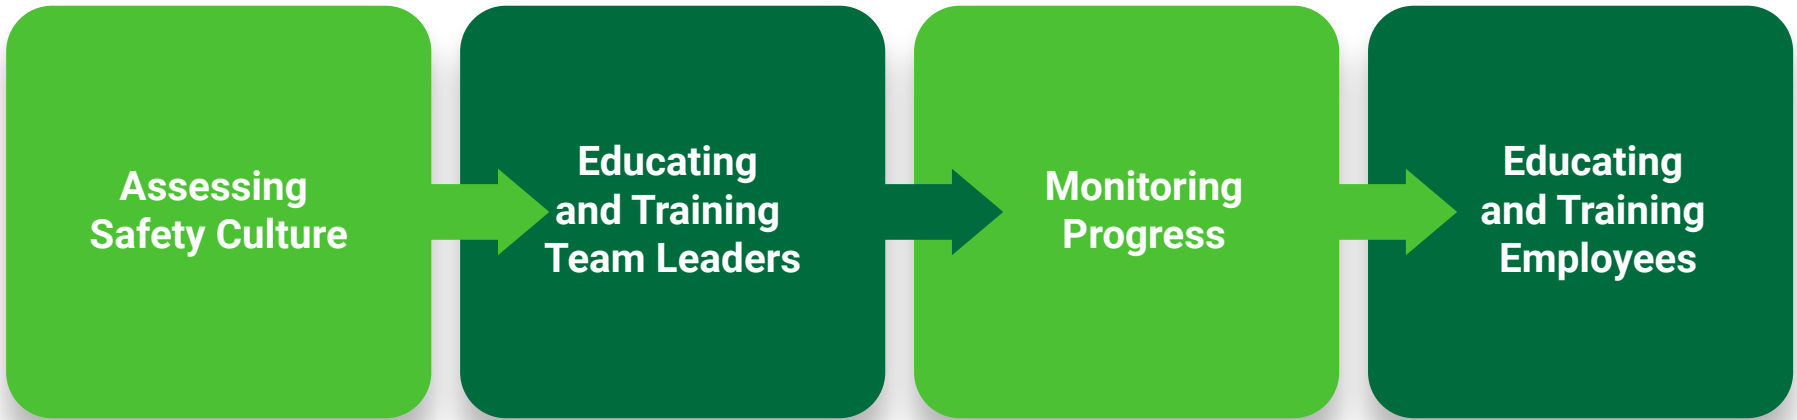 Assessing
Safety Culture
Educating
and Training
Team Leaders
Monitoring
Progress
Educating
and Training
Employees